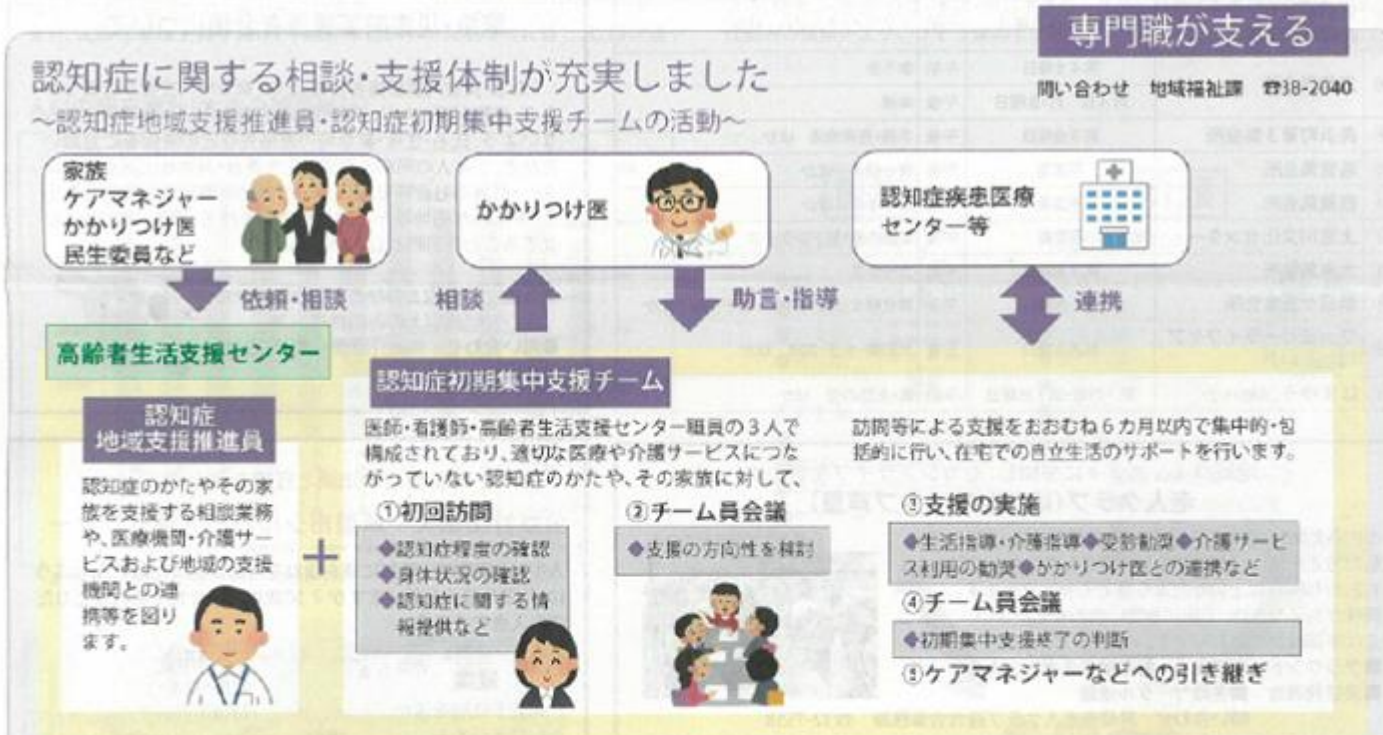 専門職が支える
認知症に関する相談・支援体制が充実しました
問い合わせ 地域福祉課 ☎38-2040
〜認知症地域支援推進員・認知症初期集中支援チームの活動〜
家族
ケアマネジャー
かかりつけ医
民生委員など
かかりつけ医
認知症疾患医療
センター等
依頼・相談
相談
助言・指導
連携
高齢者生活支援センター
認知症
地域支援推進員
認知症のかたやその家
族を支援する相談業務
や、医療機関・介護サー
ビスおよび地域の支援
機関との連
携等を図り
ます。
+
認知症初期集中支援チーム
医師・看護師・高齢者生活支援センター職員の3人で
構成されており、適切な医療や介護サービスにつな
がっていない認知症のかたや、その家族に対して、
訪問等による支援をおおむね6カ月以内で集中的・包
括的に行い、在宅での自立生活のサポートを行います。
①初回訪問
◆認知症程度の確認
◆身体状況の確認
◆認知症に関する情
報提供など
②チーム員会議
◆支援の方向性を検討
③支援の実施
◆生活指導・介護指導◆受診勧奨◆介護サービ
ス利用の勧奨◆かかりつけ医との連携など
④チーム員会議
◆初期集中支援終了の判断
⑤ケアマネジャーなどへの引き継ぎ